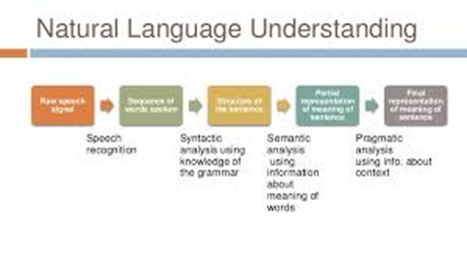 Natural Language Understanding
Raw speech
signal
Sequence of
words spoken
Structure of
the sentence
Partial
representation
of meaning of
sentence
Final
representation
of meaning of
sentence
Speech
recognition
Syntactic
analysis using
knowledge of
the grammar
Semantic
analysis
using
information
about
meaning of
words
Pragmatic
analysis
using info. about
context